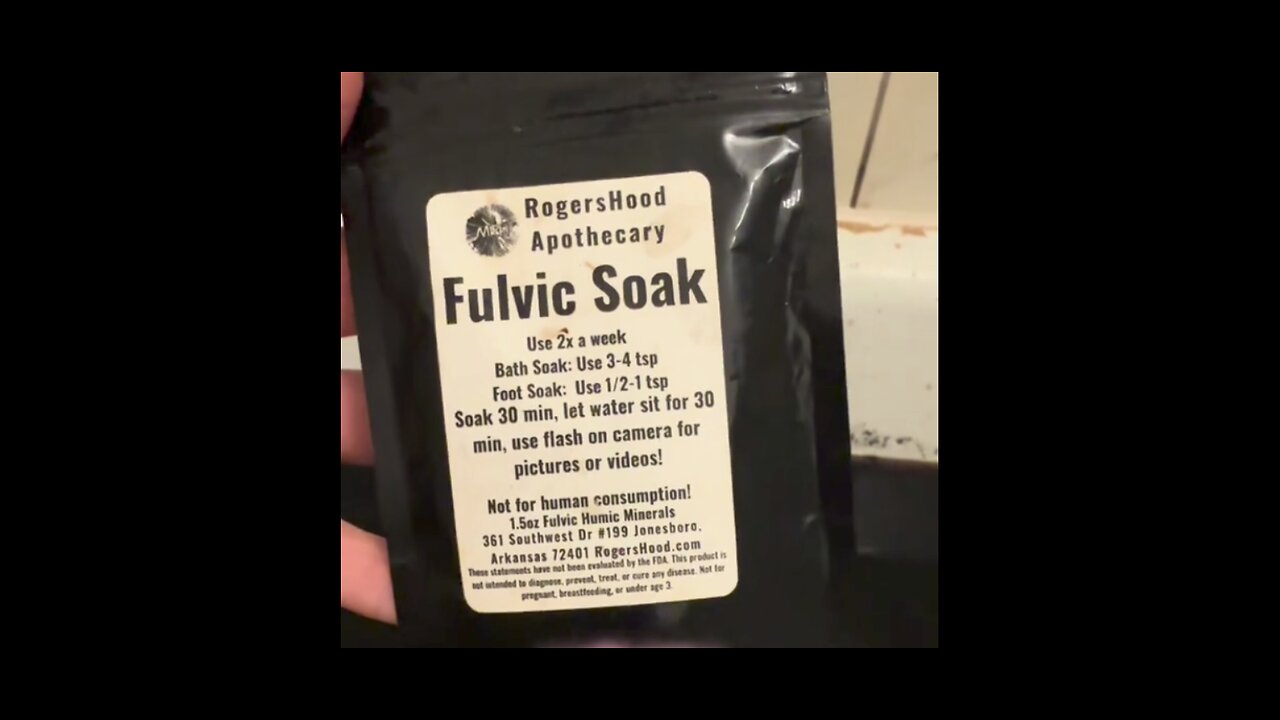 RogersHood
Apothecary
Fulvic Soak
Use 2x a week
Bath Soak: Use 3-4 tsp
Foot Soak: Use 1/2-1 tsp
Soak 30 min, let water sit for 30
min, use flash on camera for
pictures or videos!
Not for human consumption!
1.5oz Fulvic Humic Minerals
361 Southwest Dr #199 Jonesboro,
Arkansas 72401 RogersHood.com
These statements have not been evaluated by the FDA. This product is
not intended to diagnose, prevent, treat, or cure any disease. Not for
pregnant, breastfeeding, or under age 3.